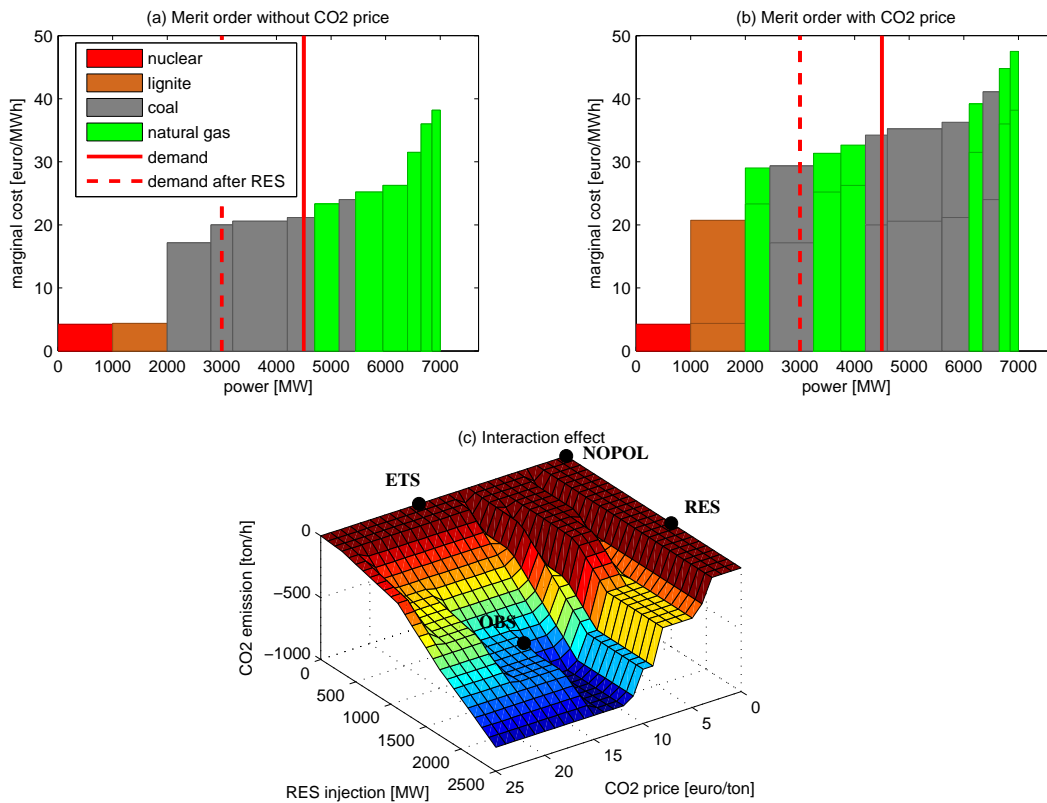 (a) Merit order without CO2 price
50
40
30
20
10
0
marginal cost [euro/MWh]
nuclear
lignite
coal
natural gas
demand
demand after RES
0 1000 2000 3000 4000 5000 6000 7000
power [MW]
(b) Merit order with CO2 price
50
40
30
20
10
0
marginal cost [euro/MWh]
0 1000 2000 3000 4000 5000 6000 7000
power [MW]
(c) Interaction effect
NOPOL
ETS
RES
OBS
0
−500
−1000
CO2 emission [ton/h]
0
500
1000
1500
2000
2500
RES injection [MW]
0
5
10
15
20
25
CO2 price [euro/ton]